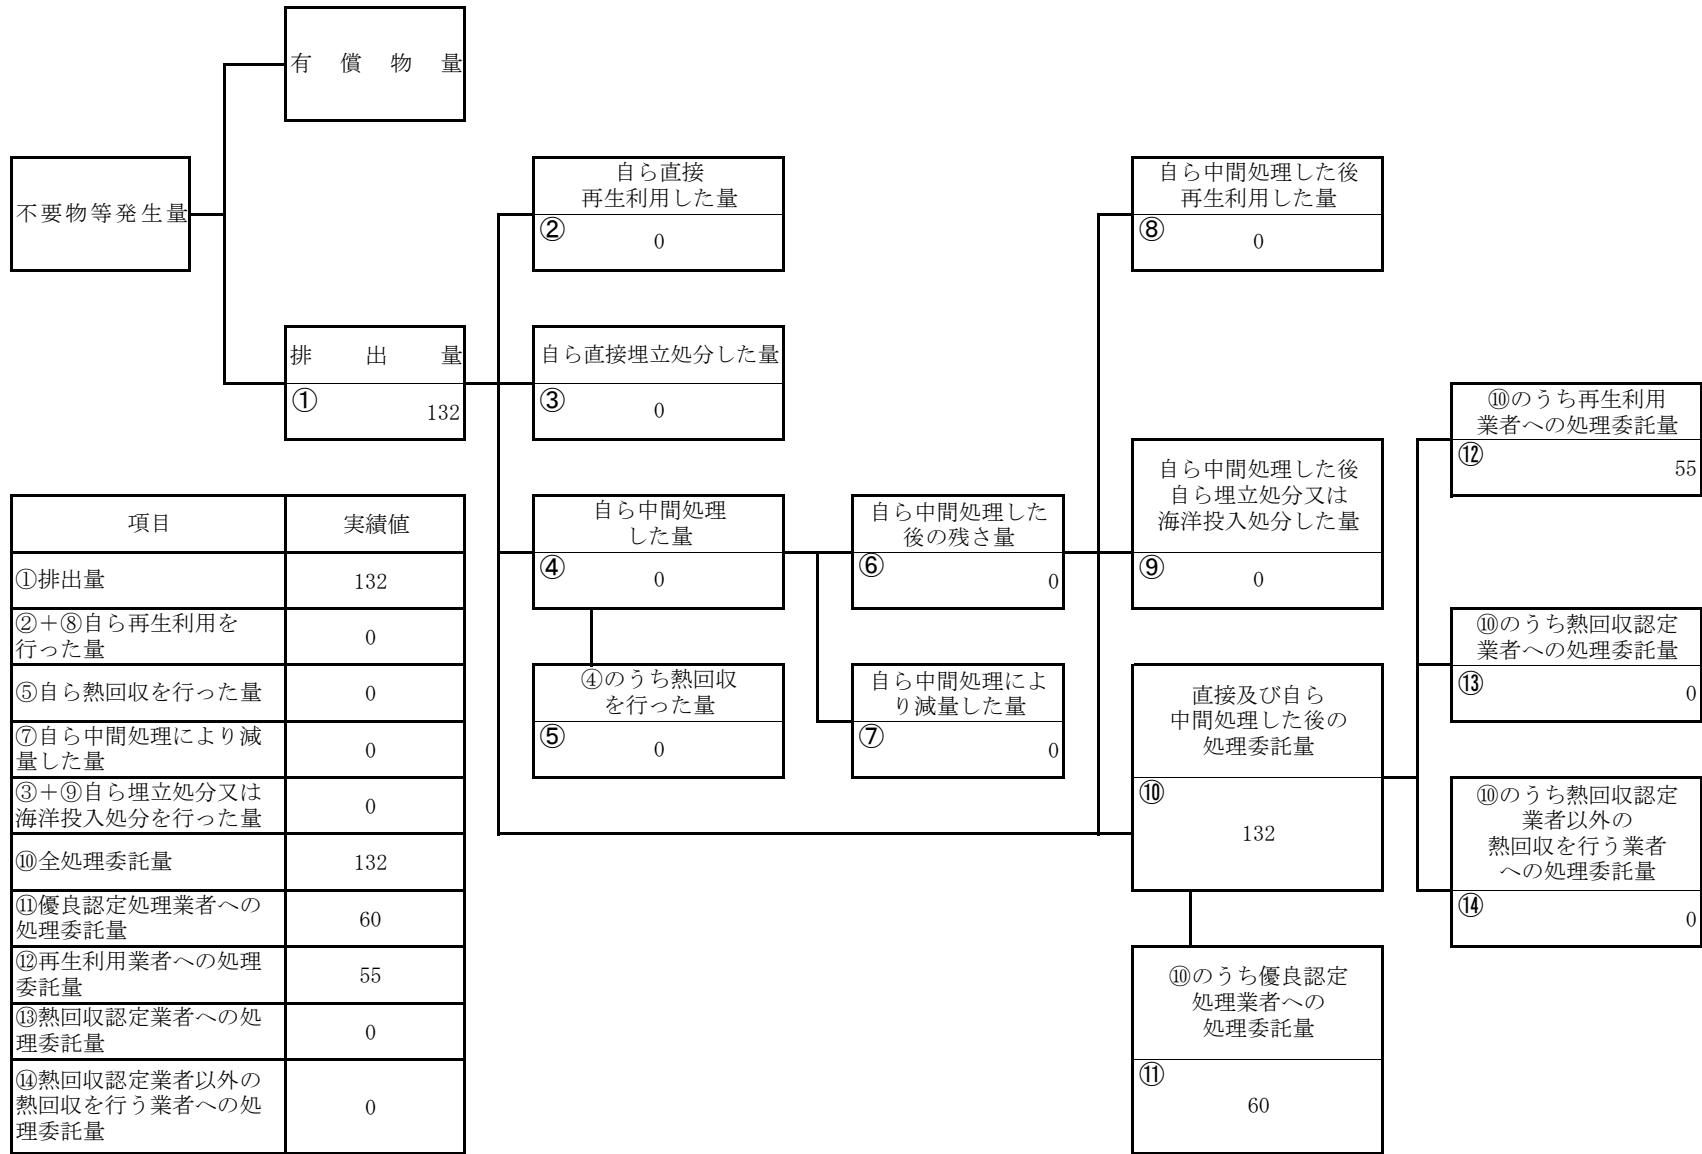 有償物量
不要物等発生量
排出量
①
132
自ら直接
再生利用した量
②
0
自ら直接埋立処分した量
③
0
自ら中間処理
した量
④
0
④のうち熱回収
を行った量
⑤
0
自ら中間処理した
後の残さ量
⑥
0
自ら中間処理によ
り減量した量
⑦
0
自ら中間処理した後
再生利用した量
⑧
0
自ら中間処理した後
自ら埋立処分又は
海洋投入処分した量
⑨
0
直接及び自ら
中間処理した後の
処理委託量
⑩
132
⑩のうち優良認定
処理業者への
処理委託量
⑪
60
⑩のうち再生利用
業者への処理委託量
⑫
55
⑩のうち熱回収認定
業者への処理委託量
⑬
0
⑩のうち熱回収認定
業者以外の
熱回収を行う業者
への処理委託量
⑭
0
項目 実績値
①排出量 132
②+⑧自ら再生利用を
行った量 0
⑤自ら熱回収を行った量 0
⑦自ら中間処理により減
量した量 0
③+⑨自ら埋立処分又は
海洋投入処分を行った量 0
⑩全処理委託量 132
⑪優良認定処理業者への
処理委託量 60
⑫再生利用業者への処理
委託量 55
⑬熱回収認定業者への処
理委託量 0
⑭熱回収認定業者以外の
熱回収を行う業者への処
理委託量 0